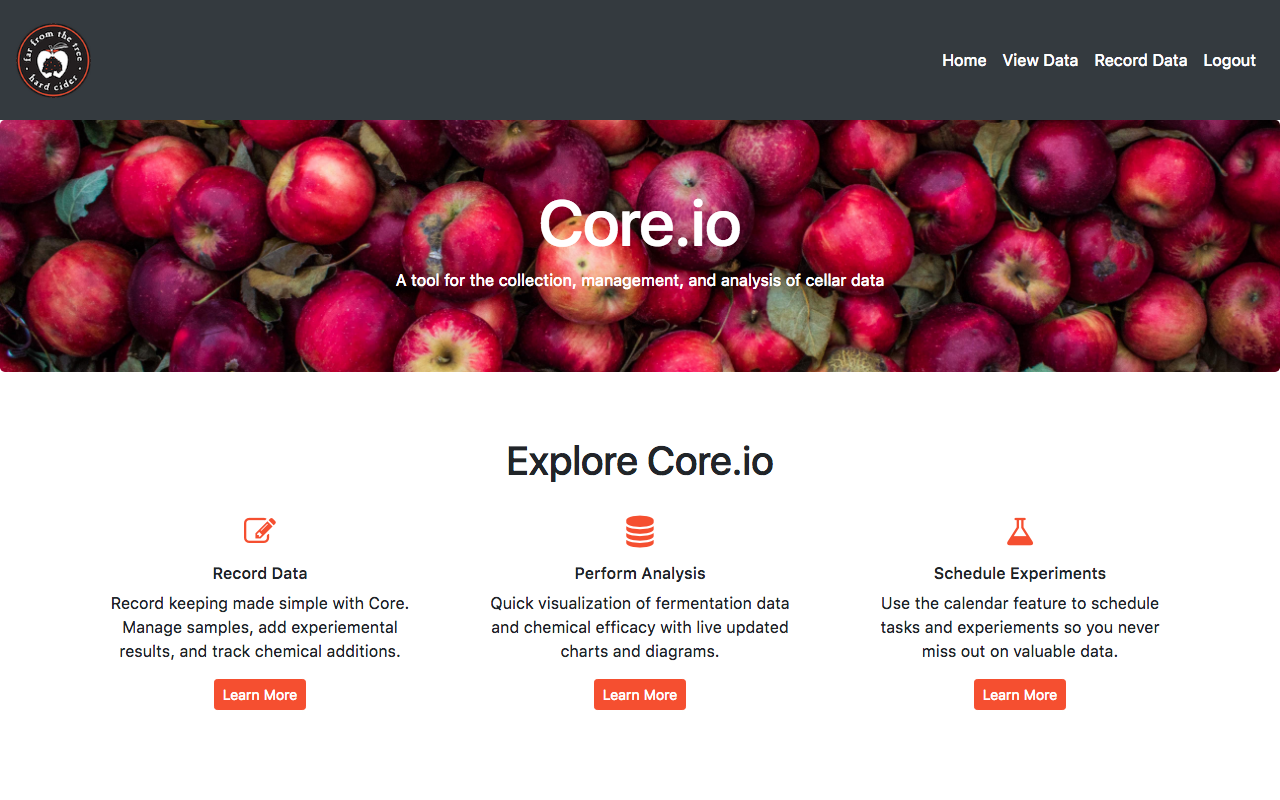 far from the tree
hard cider
Home View Data Record Data Logout
Core.io
A tool for the collection, management, and analysis of cellar data
Explore Core.io
Record Data
Record keeping made simple with Core.
Manage samples, add experiemental
results, and track chemical additions.
Learn More
Perform Analysis
Quick visualization of fermentation data
and chemical efficacy with live updated
charts and diagrams.
Learn More
Schedule Experiments
Use the calendar feature to schedule
tasks and experiements so you never
miss out on valuable data.
Learn More